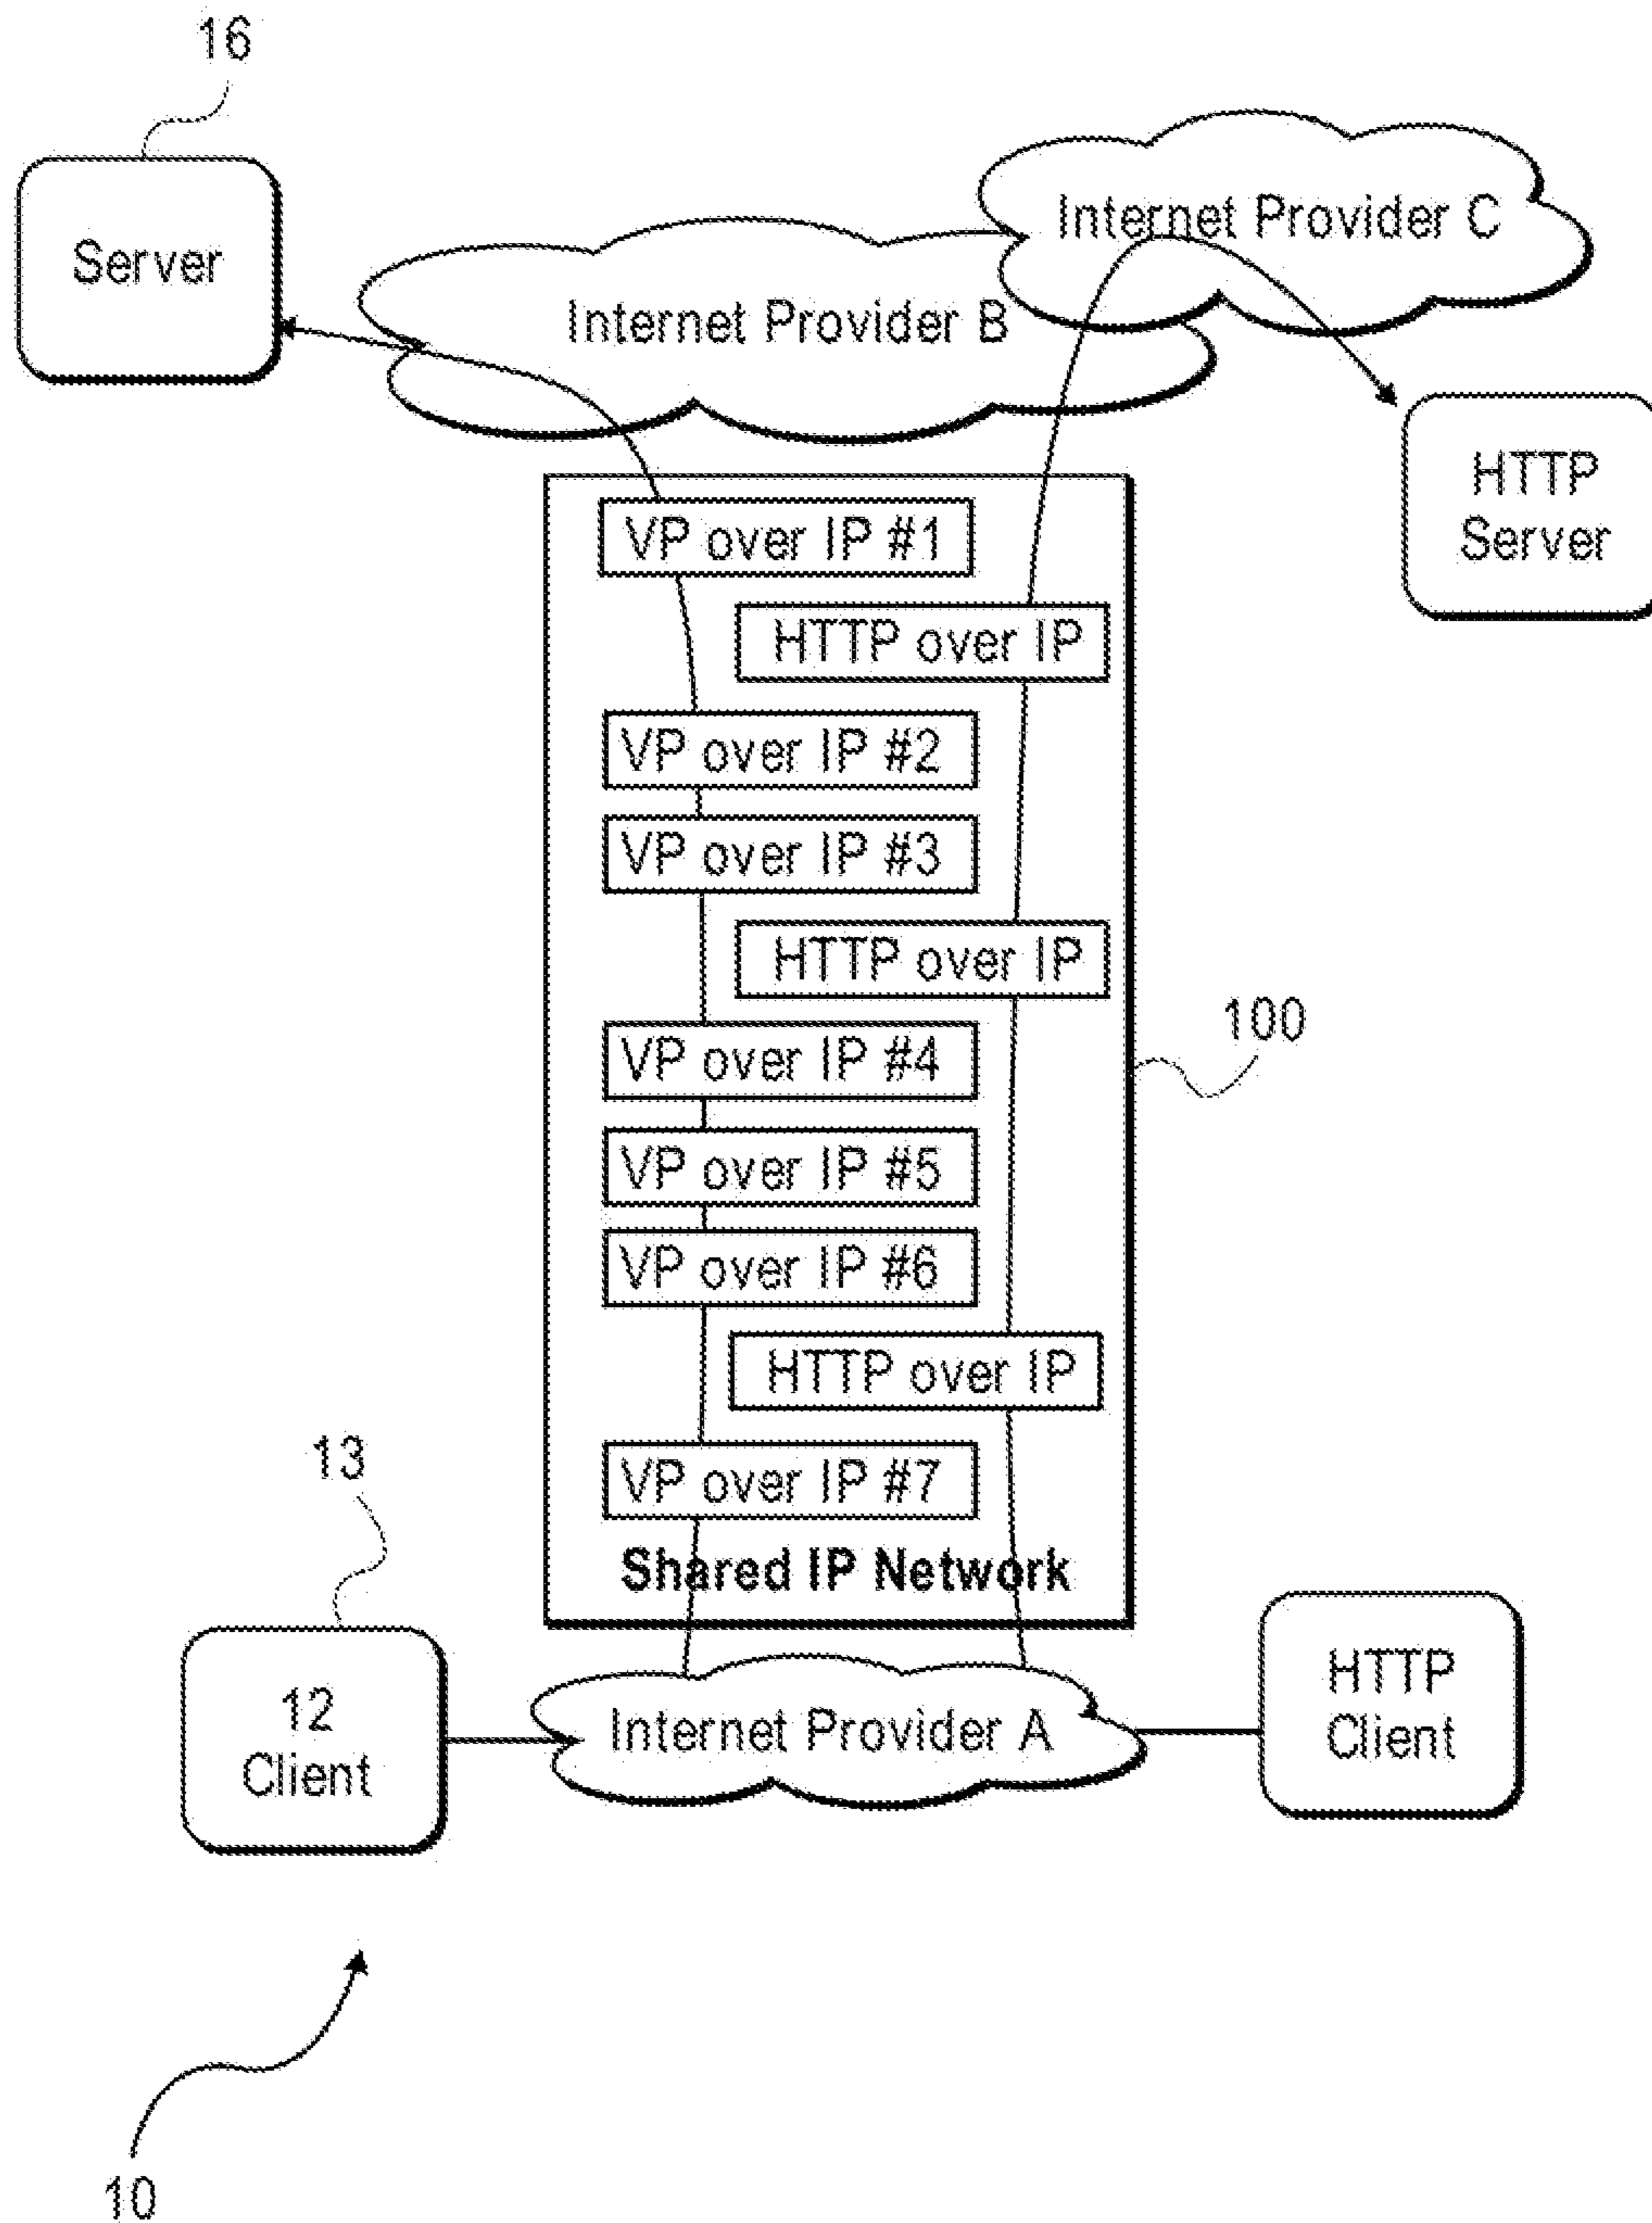 16
Server
Internet Provider C
Internet Provider B
HTTP
Server
VP over IP #1
HTTP over IP
VP over IP #2
VP over IP #3
HTTP over IP
100
VP over IP #4
VP over IP #5
VP over IP #6
HTTP over IP
13
VP over IP #7
Shared IP Network
12
Client
Internet Provider A
HTTP
Client
10